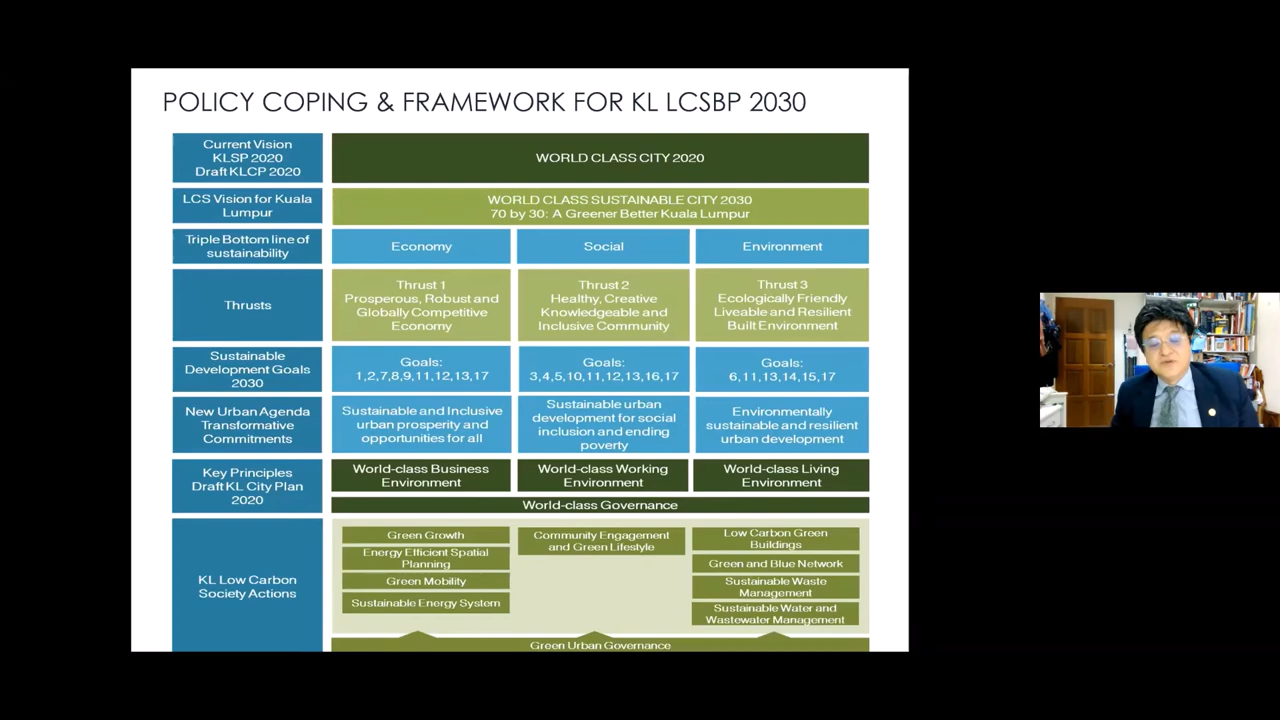 POLICY COPING & FRAMEWORK FOR KL LCSBP 2030
Current Vision
KLSP 2020
Draft KLCP 2020
WORLD CLASS CITY 2020
LCS Vision for Kuala
Lumpur
WORLD CLASS SUSTAINABLE CITY 2030
70 by 30: A Greener Better Kuala Lumpur
Triple Bottom line of
sustainability
Economy
Social
Environment
Thrusts
Thrust 1
Prosperous, Robust and
Globally Competitive
Economy
Thrust 2
Healthy, Creative
Knowledgeable and
Inclusive Community
Thrust 3
Ecologically Friendly
Liveable and Resilient
Built Environment
Sustainable
Development Goals
2030
Goals:
1,2,7,8,9,11,12,13,17
Goals:
3,4,5,10,11,12,13,16,17
Goals:
6,11,13,14,15,17
New Urban Agenda
Transformative
Commitments
Sustainable and Inclusive
urban prosperity and
opportunities for all
Sustainable urban
development for social
inclusion and ending
poverty
Environmentally
sustainable and resilient
urban development
Key Principles
Draft KL City Plan
2020
World-class Business
Environment
World-class Working
Environment
World-class Living
Environment
World-class Governance
KL Low Carbon
Society Actions
Green Growth
Energy Efficient Spatial
Planning
Green Mobility
Sustainable Energy System
Community Engagement
and Green Lifestyle
Low Carbon Green
Buildings
Green and Blue Network
Sustainable Waste
Management
Sustainable Water and
Wastewater Management
Green Urban Governance